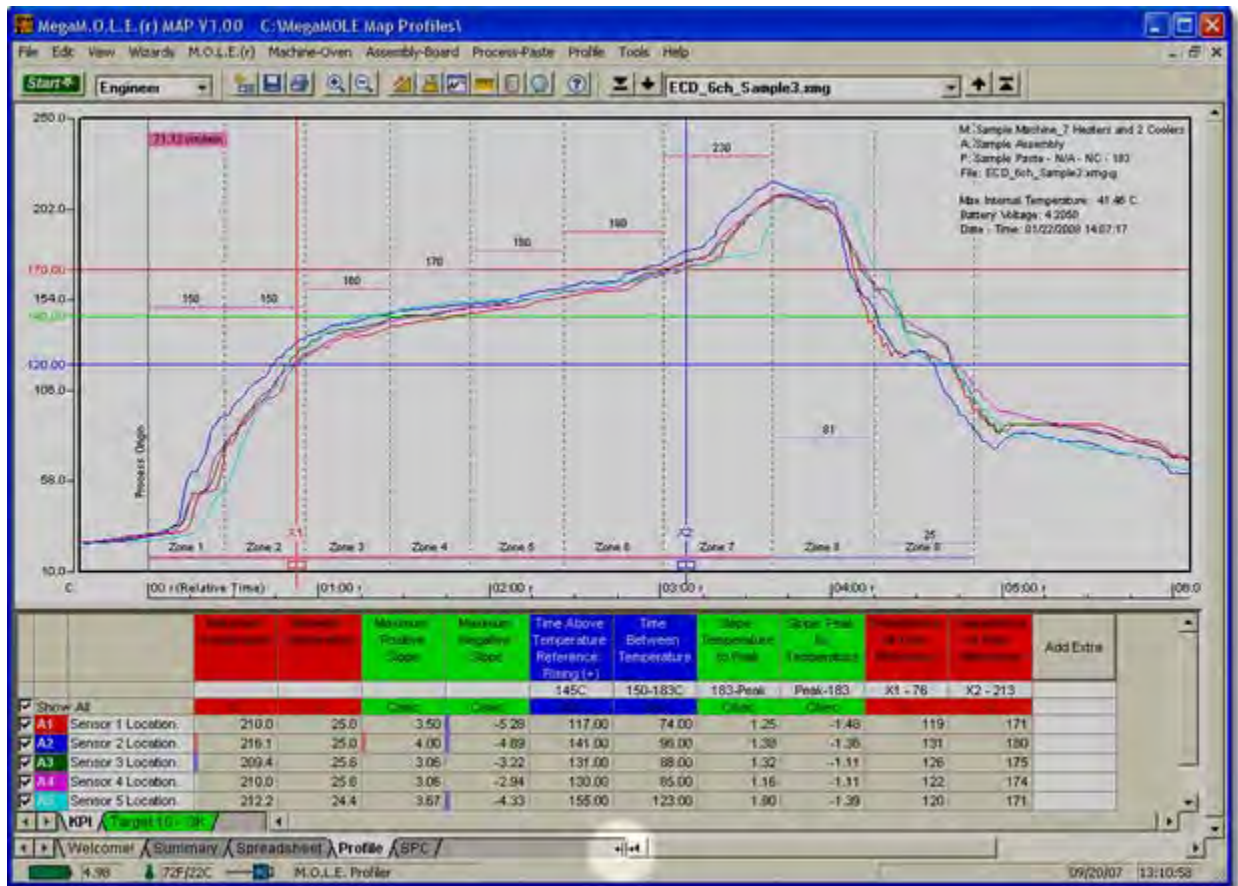 MegaM.O.L.E.(r) MAP V1.00 C:\MegaMOLE Map Profiles\
File Edit View Wizards M.O.L.E.(r) Machine-Oven Assembly-Board Process-Paste Profile Tools Help
Start Engineer ECD_6ch_Sample3.xmg
M: Sample Machine_7 Heaters and 2 Coolers
A: Sample Assembly
P: Sample Paste - N/A - NC - 183
File: ECD_6ch_Sample3.xmg
Max Internal Temperature: 41.46 C
Battery Voltage: 4.2050
Date - Time: 01/22/2008 14:07:17
250.0
230
202.0
190
170
170.00
160
150 150
154.0
140.00
120.00
106.0
81
Process Origin
58.0
25
X1 X2
Zone 1 Zone 2 Zone 3 Zone 4 Zone 5 Zone 6 Zone 7 Zone 8
10.0
C 00 r(Relative Time) 01:00 r 02:00 r 03:00 r 04:00 r 05:00 r 06:0
Maximum Positive Slope
Maximum Negative Slope
Time Above Temperature Reference: Rising (+)
Time Between Temperature
Slope Temperature to Peak
Slope Peak to Temperature
Add Extra
145C 150-183C 183-Peak Peak-183 X1 - 76 X2 - 213
Show All
A1 Sensor 1 Location. 210.0 25.0 3.50 -5.28 117.00 74.00 1.25 -1.48 119 171
A2 Sensor 2 Location. 216.1 25.0 4.00 -4.89 141.00 96.00 1.38 -1.36 131 180
A3 Sensor 3 Location. 209.4 25.6 3.06 -3.22 131.00 88.00 1.32 -1.11 126 175
A4 Sensor 4 Location. 210.0 25.6 3.06 -2.94 130.00 85.00 1.16 -1.11 122 174
Sensor 5 Location. 212.2 24.4 3.67 -4.33 155.00 123.00 1.80 -1.39 120 171
KPI Target 10 - OK
Welcome! Summary Spreadsheet Profile SPC
4.98 72F/22C M.O.L.E. Profiler 09/20/07 13:10:58